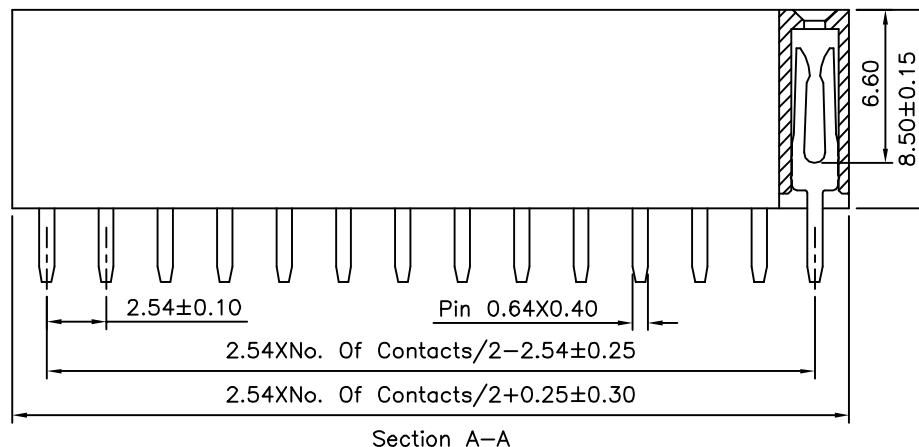 6.60
8.50±0.15
2.54±0.10
Pin 0.64X0.40
2.54XNo. Of Contacts/2-2.54±0.25
2.54XNo. Of Contacts/2+0.25±0.30
Section A-A